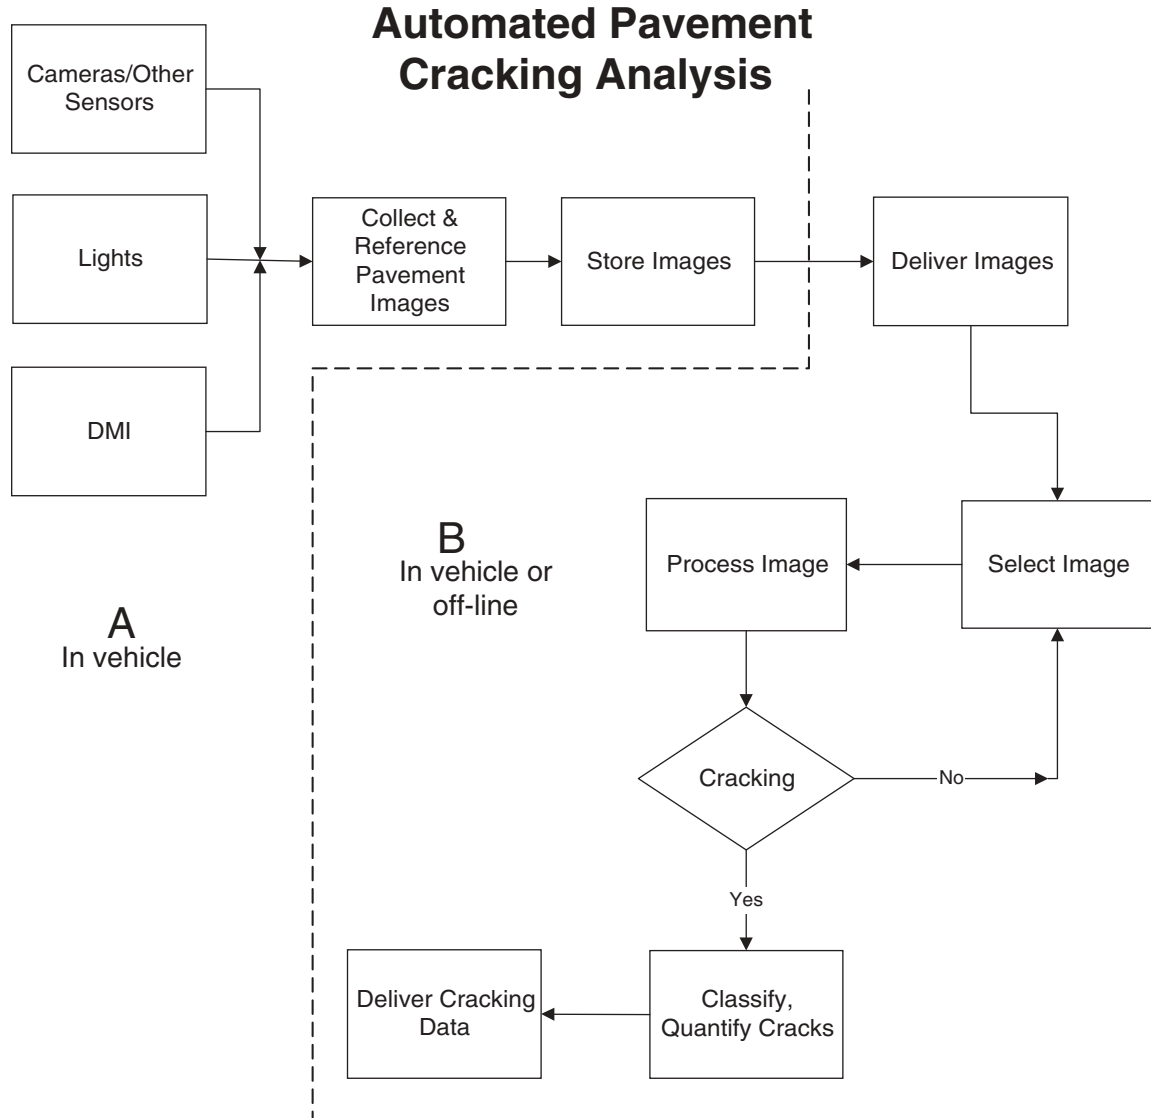 Automated Pavement
Cracking Analysis
Cameras/Other
Sensors
Lights
DMI
Collect &
Reference
Pavement
Images
Store Images
Deliver Images
Select Image
Process Image
B
In vehicle or
off-line
A
In vehicle
Cracking
No
Yes
Classify,
Quantify Cracks
Deliver Cracking
Data